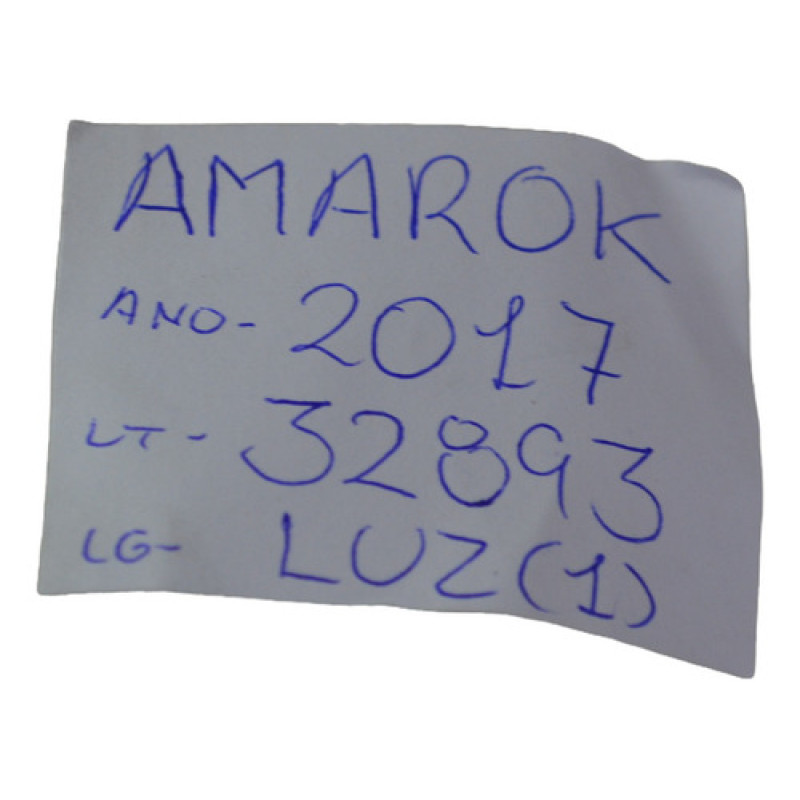 AMAROK
ANO- 2017
LT- 32893
LG- LUZ(1)